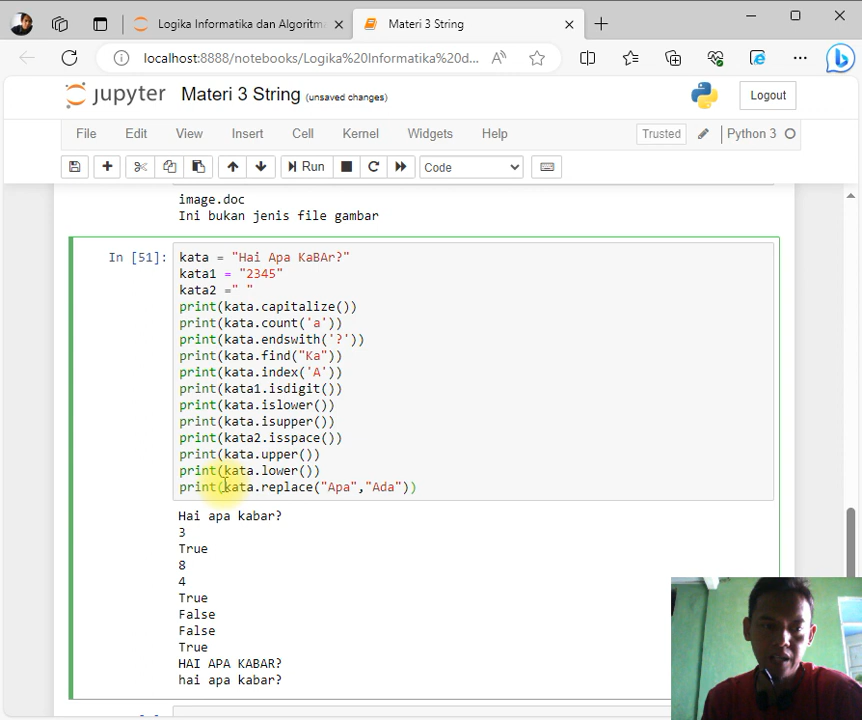 Logika Informatika dan Algoritm
Materi 3 String
localhost:8888/notebooks/Logika%20Informatika%20d...
jupyter Materi 3 String (unsaved changes)
Logout
File Edit View Insert Cell Kernel Widgets Help
Trusted Python 3
Run Code
image.doc
Ini bukan jenis file gambar
In [51]: kata = "Hai Apa KaBAr?"
kata1 = "2345"
kata2 =" "
print(kata.capitalize())
print(kata.count('a'))
print(kata.endswith('?'))
print(kata.find("Ka"))
print(kata.index('A'))
print(kata1.isdigit())
print(kata.islower())
print(kata.isupper())
print(kata2.isspace())
print(kata.upper())
print(kata.lower())
print(kata.replace("Apa","Ada"))
Hai apa kabar?
3
True
8
4
True
False
False
True
HAI APA KABAR?
hai apa kabar?